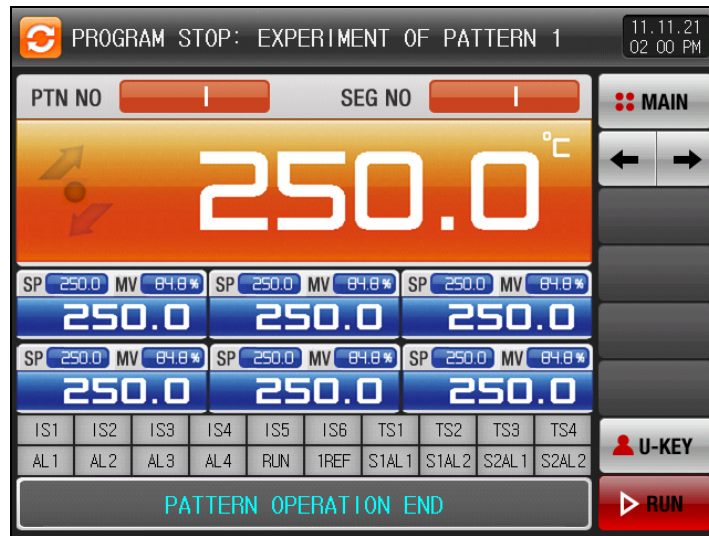 PROGRAM STOP: EXPERIMENT OF PATTERN 1
11.11.21
02 00 PM
PTN NO 1 SEG NO 1
MAIN
250.0 °C
SP 250.0 MV 84.8% SP 250.0 MV 84.8% SP 250.0 MV 84.8%
250.0 250.0 250.0
SP 250.0 MV 84.8% SP 250.0 MV 84.8% SP 250.0 MV 84.8%
250.0 250.0 250.0
IS1 IS2 IS3 IS4 IS5 IS6 TS1 TS2 TS3 TS4
AL1 AL2 AL3 AL4 RUN 1REF S1AL1 S1AL2 S2AL1 S2AL2
U-KEY
PATTERN OPERATION END
RUN